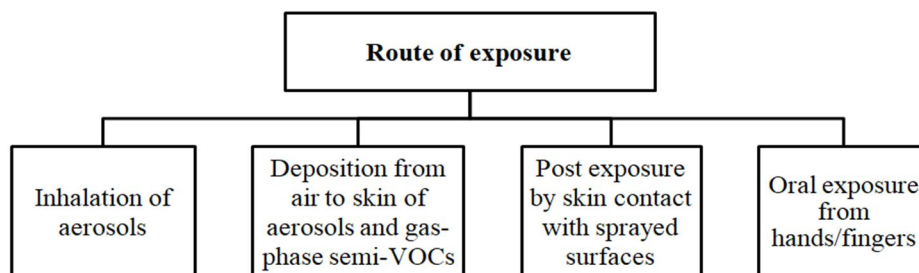 Route of exposure
Inhalation of
aerosols
Deposition from
air to skin of
aerosols and gas-
phase semi-VOCs
Post exposure
by skin contact
with sprayed
surfaces
Oral exposure
from
hands/fingers